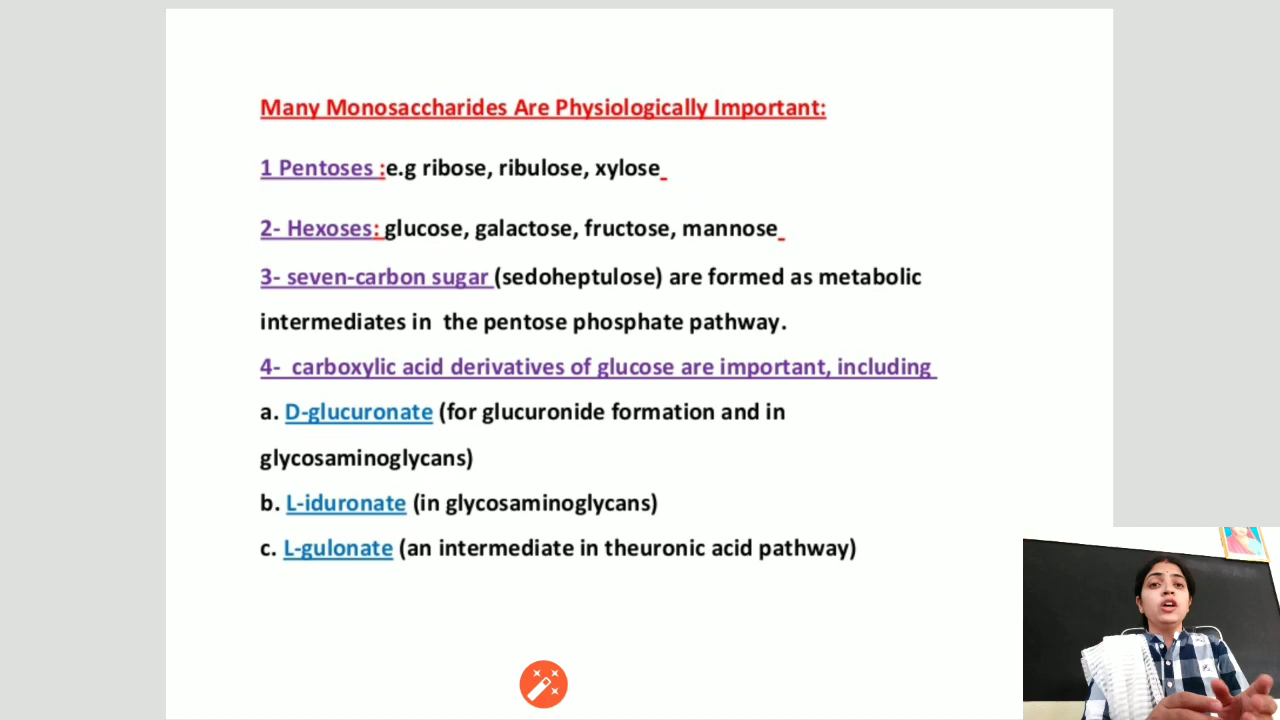 Many Monosaccharides Are Physiologically Important:
1 Pentoses :e.g ribose, ribulose, xylose
2- Hexoses: glucose, galactose, fructose, mannose
3- seven-carbon sugar (sedoheptulose) are formed as metabolic
intermediates in  the pentose phosphate pathway.
4-  carboxylic acid derivatives of glucose are important, including
a. D-glucuronate (for glucuronide formation and in
glycosaminoglycans)
b. L-iduronate (in glycosaminoglycans)
c. L-gulonate (an intermediate in theuronic acid pathway)